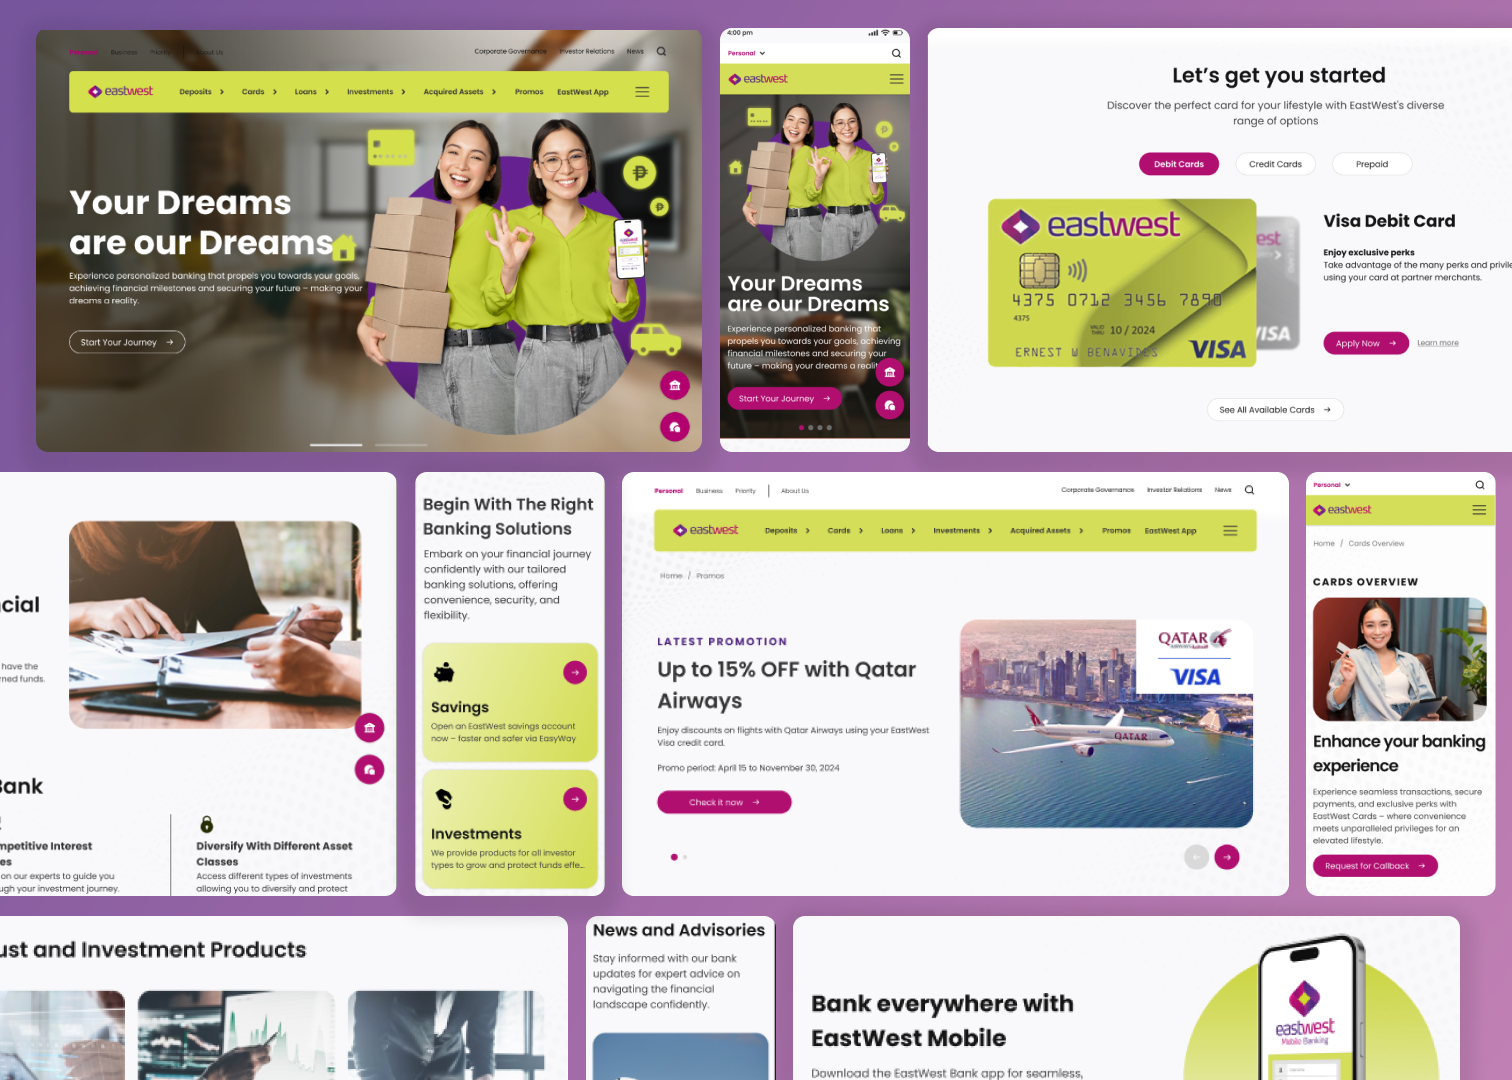 Personal Business Priority About Us
Corporate Governance Investor Relations News
eastwest
Deposits Cards Loans Investments Acquired Assets Promos EastWest App
Your Dreams
are our Dreams
Experience personalized banking that propels you towards your goals,
achieving financial milestones and securing your future – making your
dreams a reality.
Start Your Journey
eastwest
4:00 pm
Personal
eastwest
Your Dreams
are our Dreams
Experience personalized banking that
propels you towards your goals, achieving
financial milestones and securing your
future – making your dreams a
Start Your Journey
Let's get you started
Discover the perfect card for your lifestyle with EastWest's diverse
range of options
Debit Cards
Credit Cards
Prepaid
eastwest
4375 0712 3456 7890
4375
VALID
THRU 10 / 2024
ERNEST W BENAVIDES
VISA
est
VISA
Visa Debit Card
Enjoy exclusive perks
Take advantage of the many perks and privile
using your card at partner merchants.
Apply Now
Learn more
See All Available Cards
cial
have the
ned funds.
Bank
mpetitive Interest
es
on our experts to guide you
ugh your investment journey.
Diversify With Different Asset
Classes
Access different types of investments
allowing you to diversify and protect
Begin With The Right
Banking Solutions
Embark on your financial journey
confidently with our tailored
banking solutions, offering
convenience, security, and
flexibility.
Savings
Open an EastWest savings account
now – faster and safer via EasyWay
Investments
We provide products for all investor
types to grow and protect funds effe...
Personal Business Priority About Us
Corporate Governance Investor Relations News
eastwest
Deposits Cards Loans Investments Acquired Assets Promos EastWest App
Home / Promos
LATEST PROMOTION
Up to 15% OFF with Qatar
Airways
Enjoy discounts on flights with Qatar Airways using your EastWest
Visa credit card.
Promo period: April 15 to November 30, 2024
Check it now
QATAR
AIRWAYS القطرية
VISA
QATAR
Personal
eastwest
Home / Cards Overview
CARDS OVERVIEW
Enhance your banking
experience
Experience seamless transactions, secure
payments, and exclusive perks with
EastWest Cards – where convenience
meets unparalleled privileges for an
elevated lifestyle.
Request for Callback
ust and Investment Products
News and Advisories
Stay informed with our bank
updates for expert advice on
navigating the financial
landscape confidently.
Bank everywhere with
EastWest Mobile
Download the EastWest Bank app for seamless,
eastwest
Mobile Banking